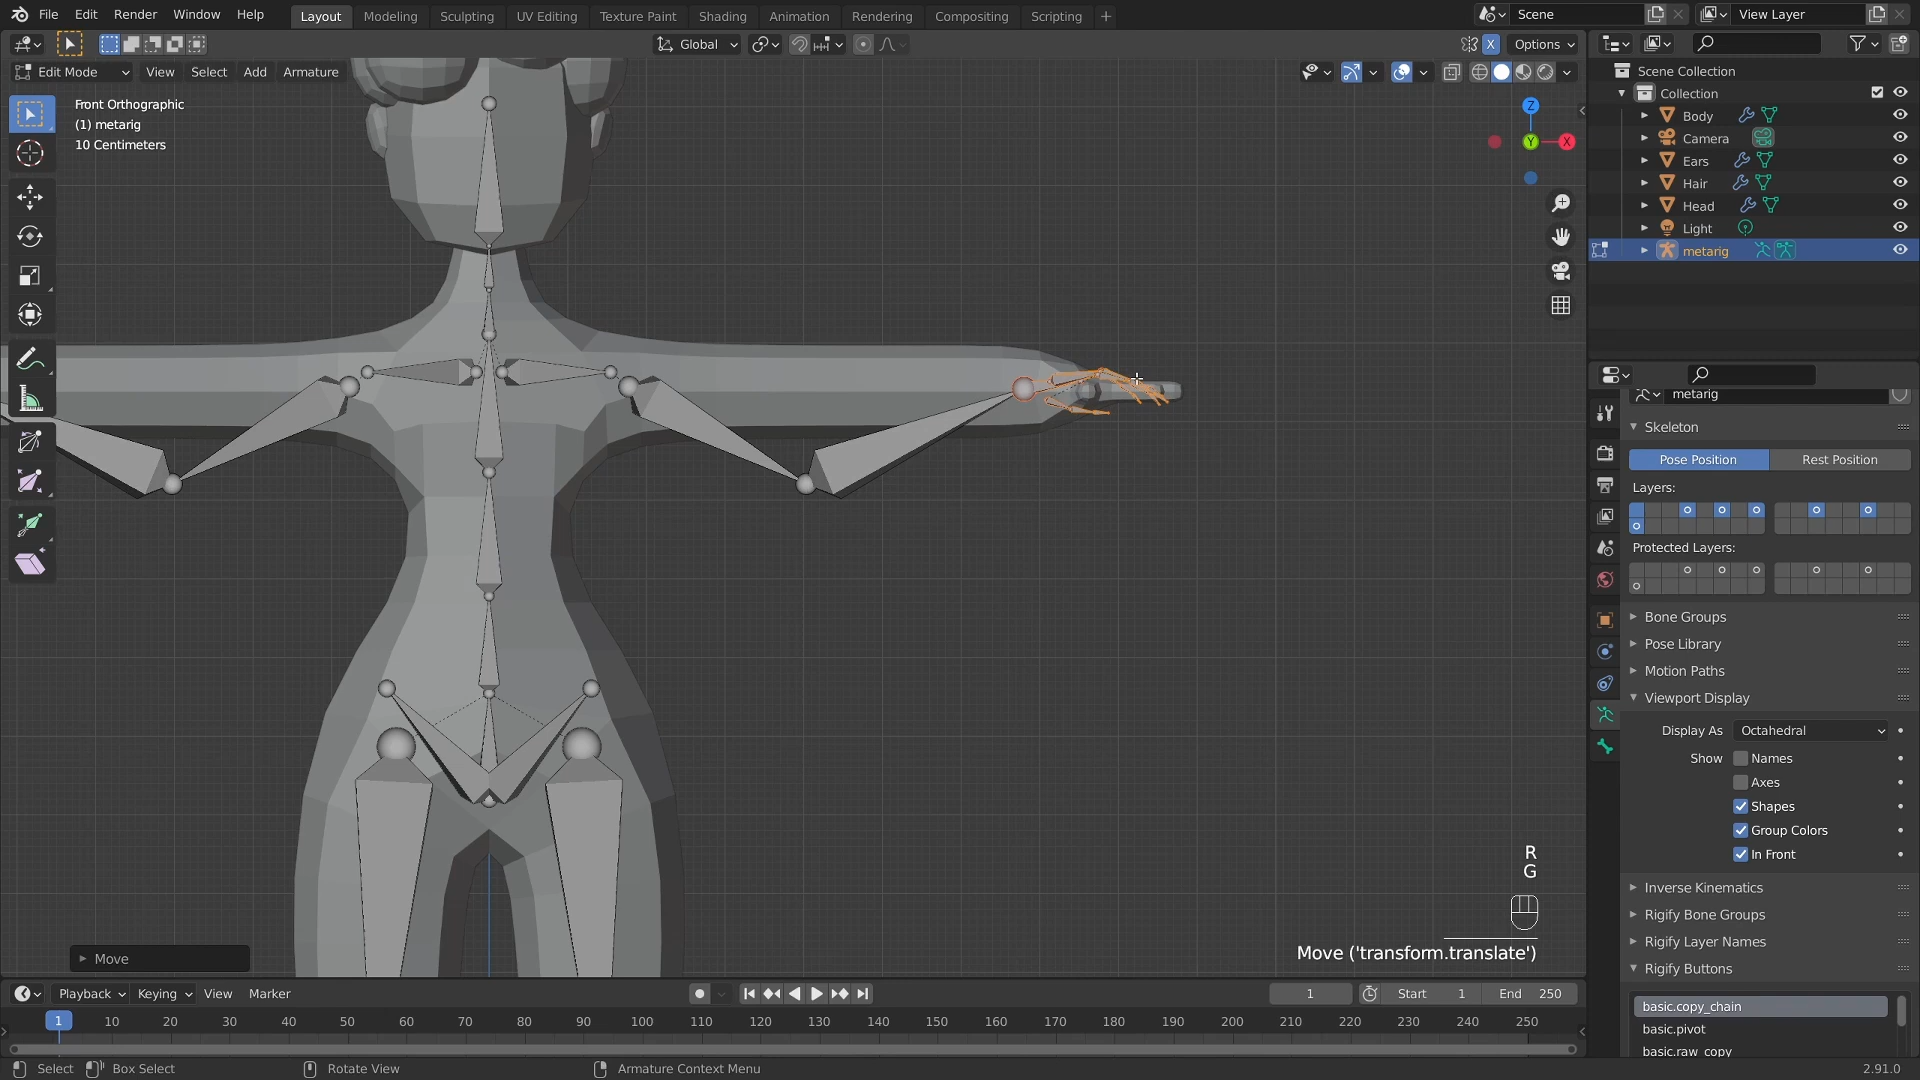 File Edit Render Window Help Layout Modeling Sculpting UV Editing Texture Paint Shading Animation Rendering Compositing Scripting + Scene View Layer
Global Options
Edit Mode View Select Add Armature
Front Orthographic
(1) metarig
10 Centimeters
Z
Y
X
Scene Collection
Collection
Body
Camera
Ears
Hair
Head
Light
metarig
metarig
Skeleton
Pose Position Rest Position
Layers:
Protected Layers:
Bone Groups
Pose Library
Motion Paths
Viewport Display
Display As Octahedral
Show Names
Axes
Shapes
Group Colors
In Front
Inverse Kinematics
Rigify Bone Groups
Rigify Layer Names
Rigify Buttons
basic.copy_chain
basic.pivot
basic.raw_copy
R
G
Move ('transform.translate')
Move
Playback Keying View Marker 1 Start 1 End 250
1 10 20 30 40 50 60 70 80 90 100 110 120 130 140 150 160 170 180 190 200 210 220 230 240 250
Select Box Select Rotate View Armature Context Menu 2.91.0